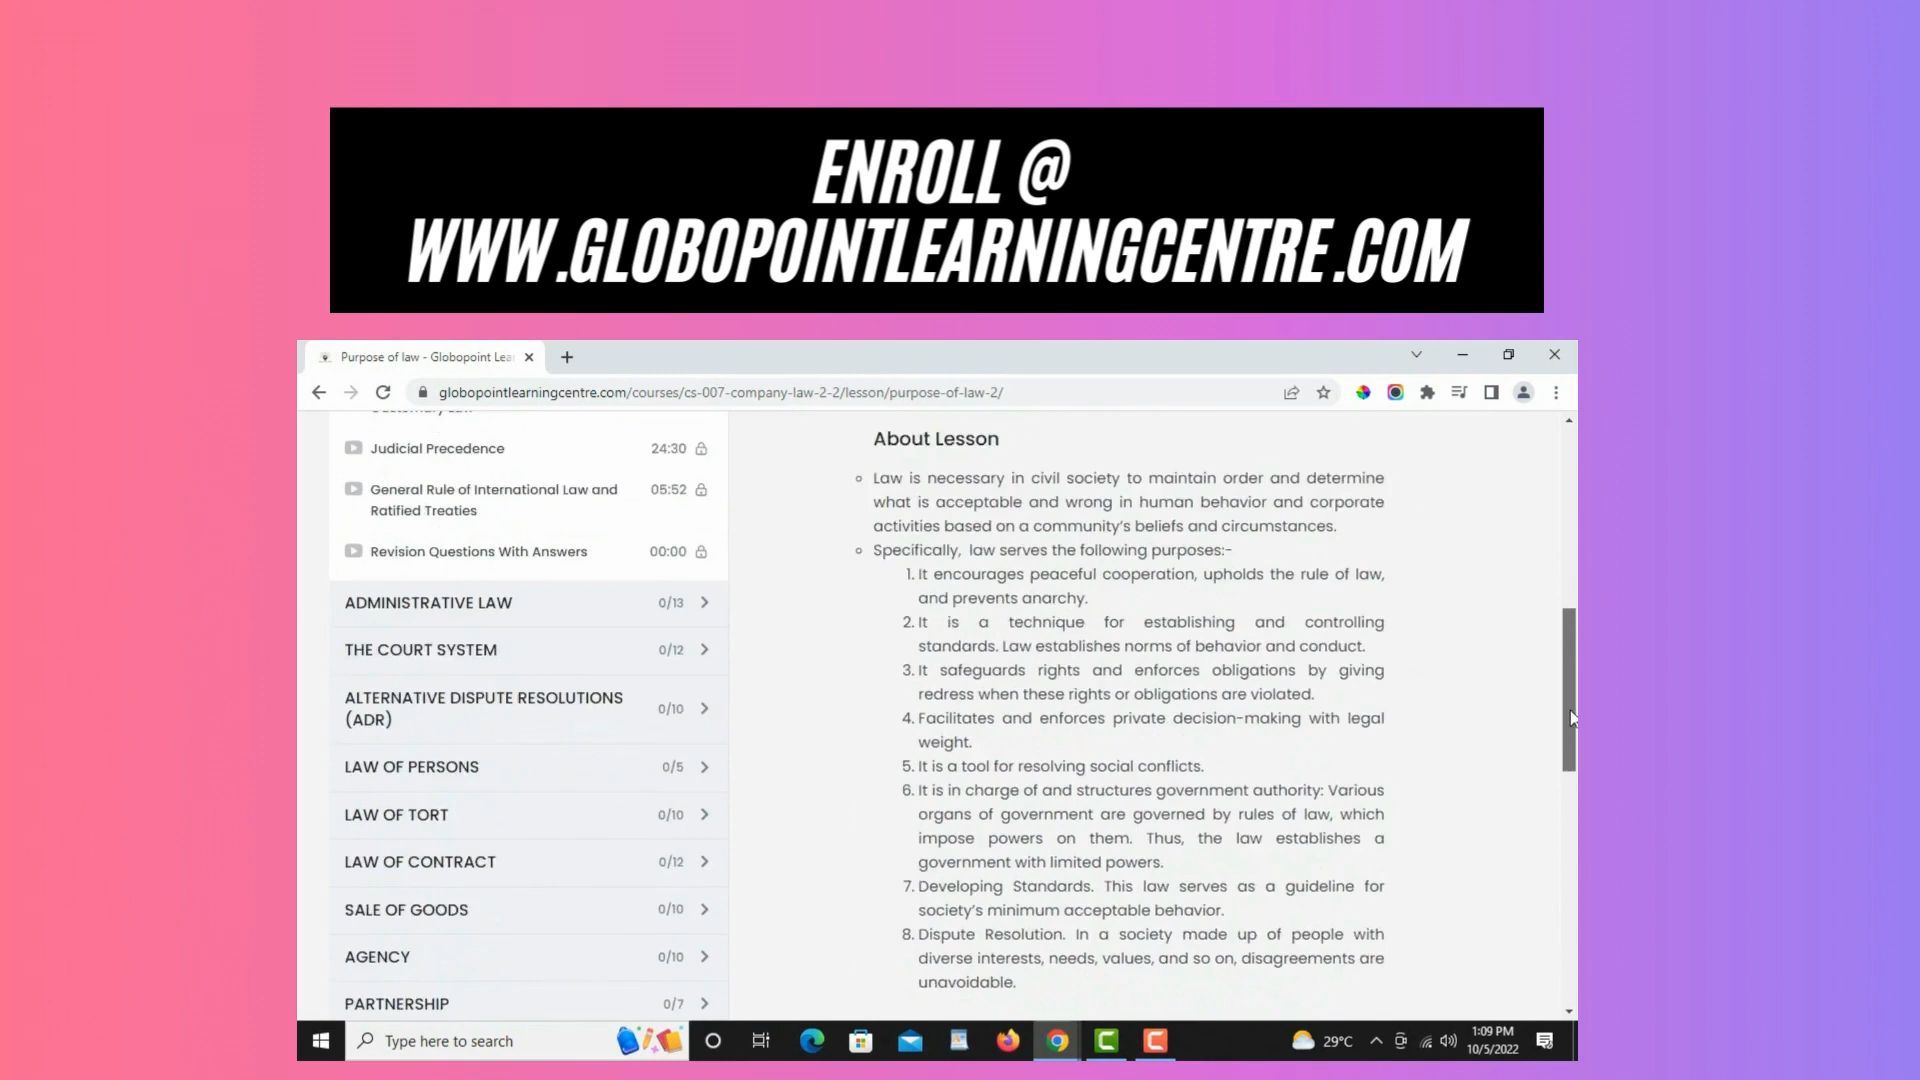 ENROLL @
WWW.GLOBOPOINTLEARNINGCENTRE.COM
Purpose of law - Globopoint Lea
globopointlearningcentre.com/courses/cs-007-company-law-2-2/lesson/purpose-of-law-2/
Judicial Precedence 24:30
General Rule of International Law and 05:52
Ratified Treaties
Revision Questions With Answers 00:00
ADMINISTRATIVE LAW 0/13
THE COURT SYSTEM 0/12
ALTERNATIVE DISPUTE RESOLUTIONS
(ADR) 0/10
LAW OF PERSONS 0/5
LAW OF TORT 0/10
LAW OF CONTRACT 0/12
SALE OF GOODS 0/10
AGENCY 0/10
PARTNERSHIP 0/7
About Lesson
Law is necessary in civil society to maintain order and determine
what is acceptable and wrong in human behavior and corporate
activities based on a community's beliefs and circumstances.
Specifically, law serves the following purposes:-
1. It encourages peaceful cooperation, upholds the rule of law,
and prevents anarchy.
2. It is a technique for establishing and controlling
standards. Law establishes norms of behavior and conduct.
3. It safeguards rights and enforces obligations by giving
redress when these rights or obligations are violated.
4. Facilitates and enforces private decision-making with legal
weight.
5. It is a tool for resolving social conflicts.
6. It is in charge of and structures government authority: Various
organs of government are governed by rules of law, which
impose powers on them. Thus, the law establishes a
government with limited powers.
7. Developing Standards. This law serves as a guideline for
society's minimum acceptable behavior.
8. Dispute Resolution. In a society made up of people with
diverse interests, needs, values, and so on, disagreements are
unavoidable.
Type here to search
29°C
1:09 PM
10/5/2022